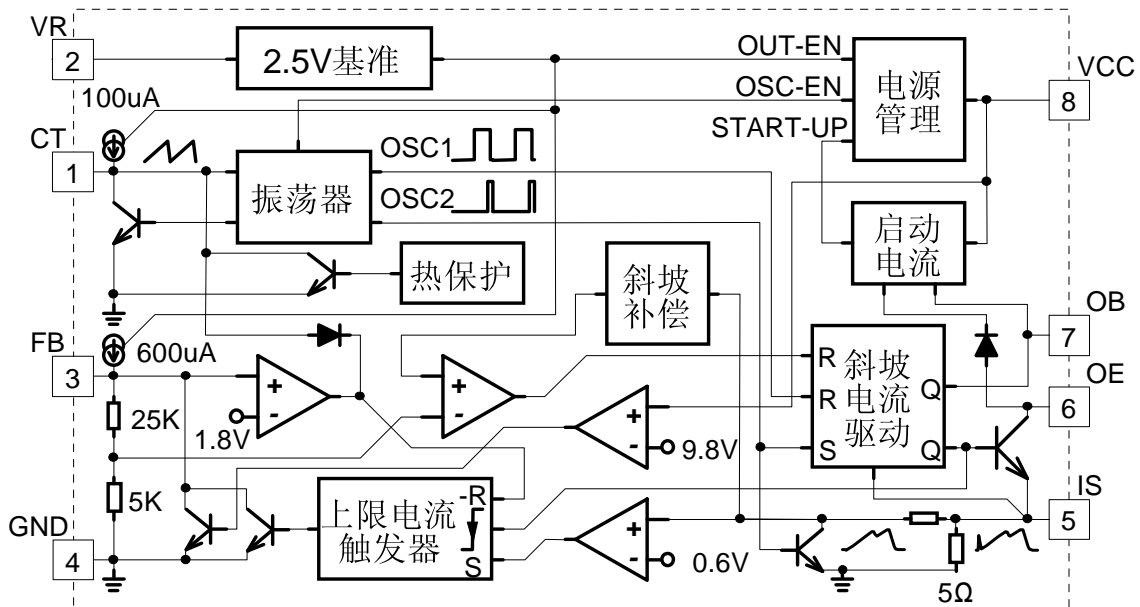 VR
2
2.5V基准
OUT-EN
OSC-EN
START-UP
电源
管理
VCC
8
100uA
CT
1
振荡器
OSC1
OSC2
热保护
斜坡
补偿
启动
电流
OB
7
FB
3
600uA
+
-
1.8V
25K
5K
+
-
+
-
9.8V
R
R
S
斜坡
电流
驱动
Q
Q
OE
6
IS
5
GND
4
上限电流
触发器
-R
S
+
-
0.6V
5Ω